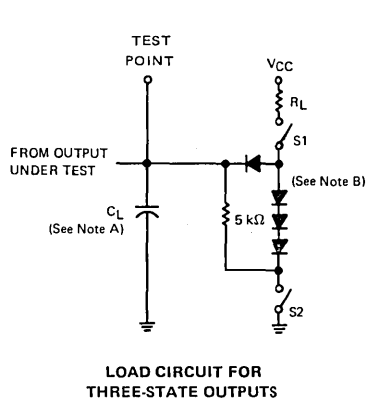 TEST
POINT
VCC
RL
S1
FROM OUTPUT
UNDER TEST
(See Note B)
CL
(See Note A)
5 kΩ
S2
LOAD CIRCUIT FOR
THREE-STATE OUTPUTS